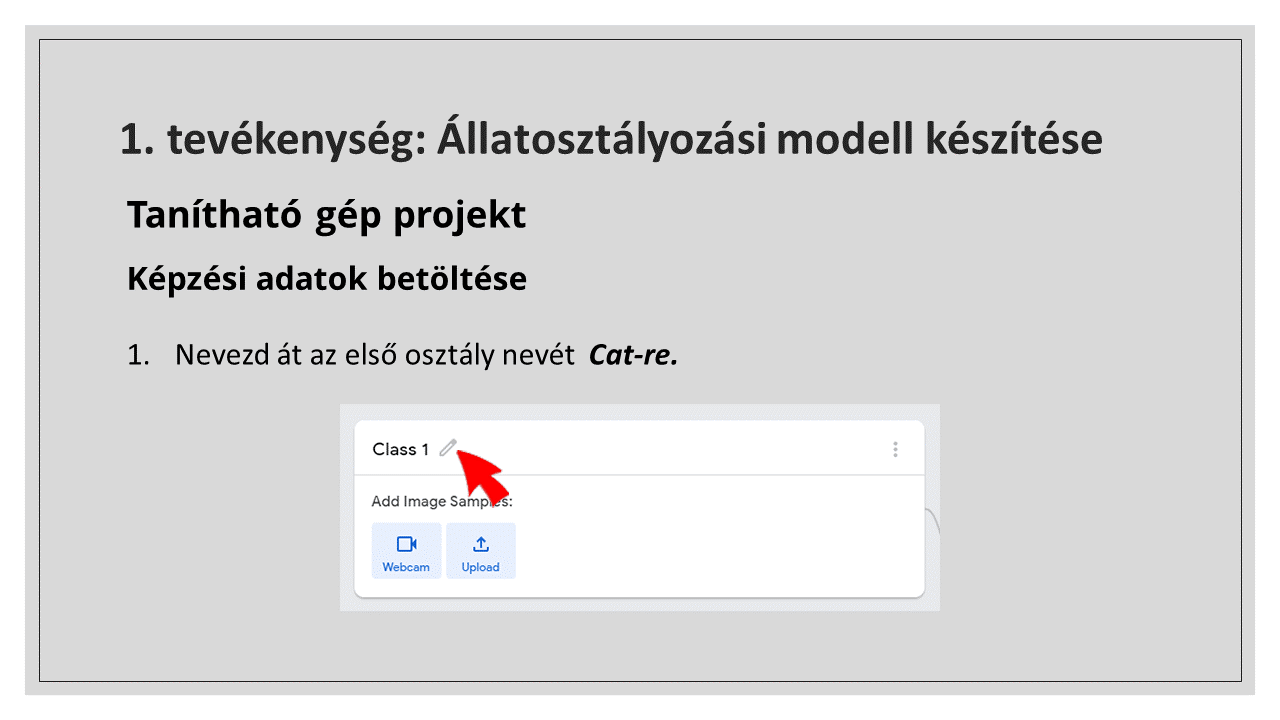 1. tevékenység: Állatosztályozási modell készítése
Tanítható gép projekt
Képzési adatok betöltése
1. Nevezd át az első osztály nevét Cat-re.
Class 1
Add Image Samples:
Webcam Upload